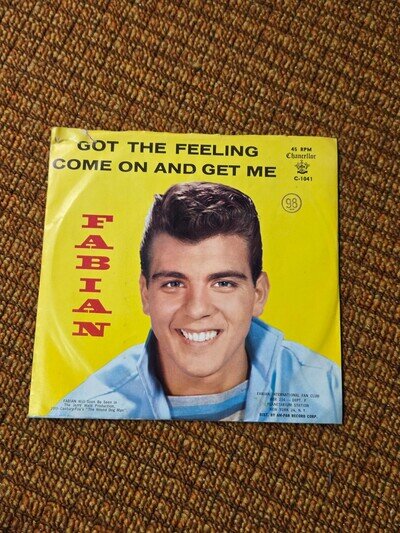 GOT THE FEELING
COME ON AND GET ME
45 RPM
Chancellor
C-1041
98
FABIAN
FABIAN Will Soon Be Seen in
The Jerry Wald Production,
20th Century-Fox's "The Hound Dog Man"
FABIAN INTERNATIONAL FAN CLUB
BOX 274 - DEPT. F
PLANETARIUM STATION
NEW YORK 24, N. Y.
DIST. BY AM-PAR RECORD CORP.